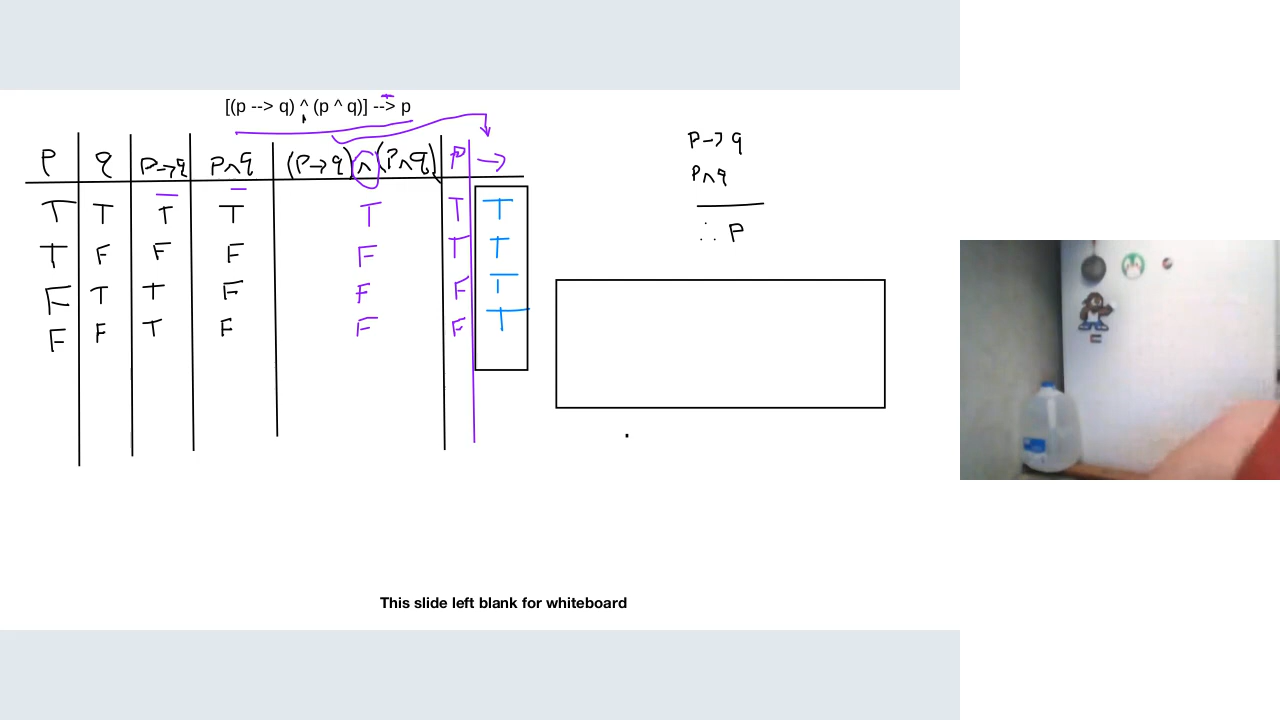 [(p --> q) ^ (p ^ q)] --> p
P q P→q P∧q (P→q) ∧ (P∧q) P →
T T T T T T T
T F F F F T T
F T T F F F T
F F T F F F T
P→q
P∧q
∴ P
This slide left blank for whiteboard